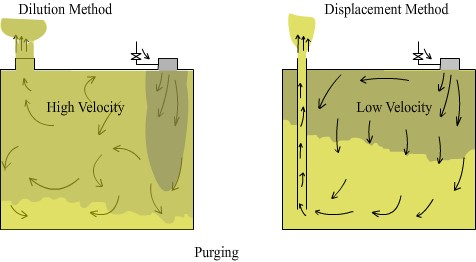 Dilution Method
Displacement Method
High Velocity
Low Velocity
Purging